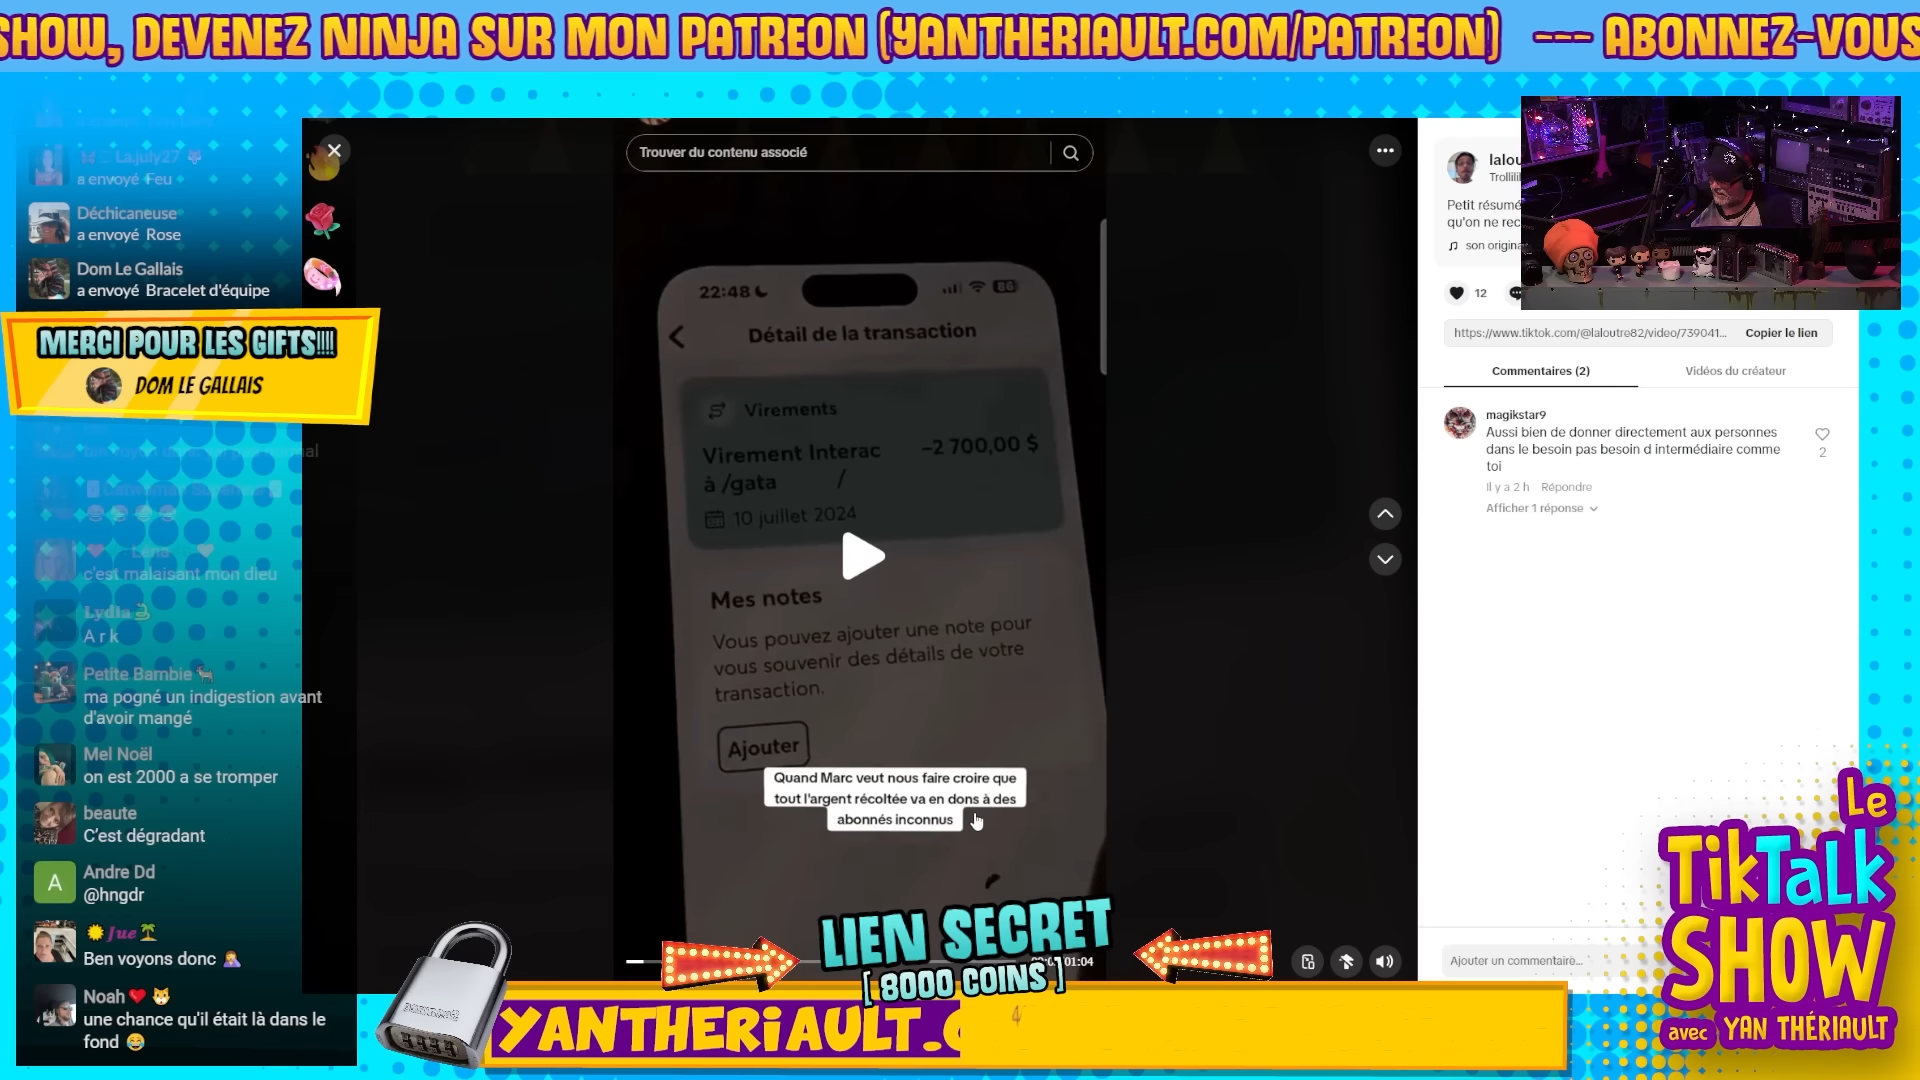 SHOW, DEVENEZ NINJA SUR MON PATREON (YANTHERIAULT.COM/PATREON) --- ABONNEZ-VOUS
La.july27
a envoyé Feu
Déchicaneuse
a envoyé Rose
Dom Le Gallais
a envoyé Bracelet d'équipe
MERCI POUR LES GIFTS!!!!
DOM LE GALLAIS
Léna
c'est malaisant mon dieu
Lydia
A r k
Petite Bambie
ma pogné un indigestion avant
d'avoir mangé
Mel Noël
on est 2000 a se tromper
beaute
C'est dégradant
A
Andre Dd
@hngdr
Jue
Ben voyons donc
Noah
une chance qu'il était là dans le
fond
Trouver du contenu associé
22:48
86
Détail de la transaction
Virements
Virement Interac
à /gata /
-2 700,00 $
10 juillet 2024
Mes notes
Vous pouvez ajouter une note pour
vous souvenir des détails de votre
transaction.
Ajouter
Quand Marc veut nous faire croire que
tout l'argent récoltée va en dons à des
abonnés inconnus
01:04
LIEN SECRET
[ 8000 COINS ]
YANTHERIAULT.
lalou
Trollili
Petit résumé
qu'on ne rec
son origina
12
https://www.tiktok.com/@laloutre82/video/739041...
Copier le lien
Commentaires (2)
Vidéos du créateur
magikstar9
Aussi bien de donner directement aux personnes
dans le besoin pas besoin d intermédiaire comme
toi
2
Il y a 2 h
Répondre
Afficher 1 réponse
Ajouter un commentaire...
Le
TikTalk
SHOW
avec YAN THÉRIAULT